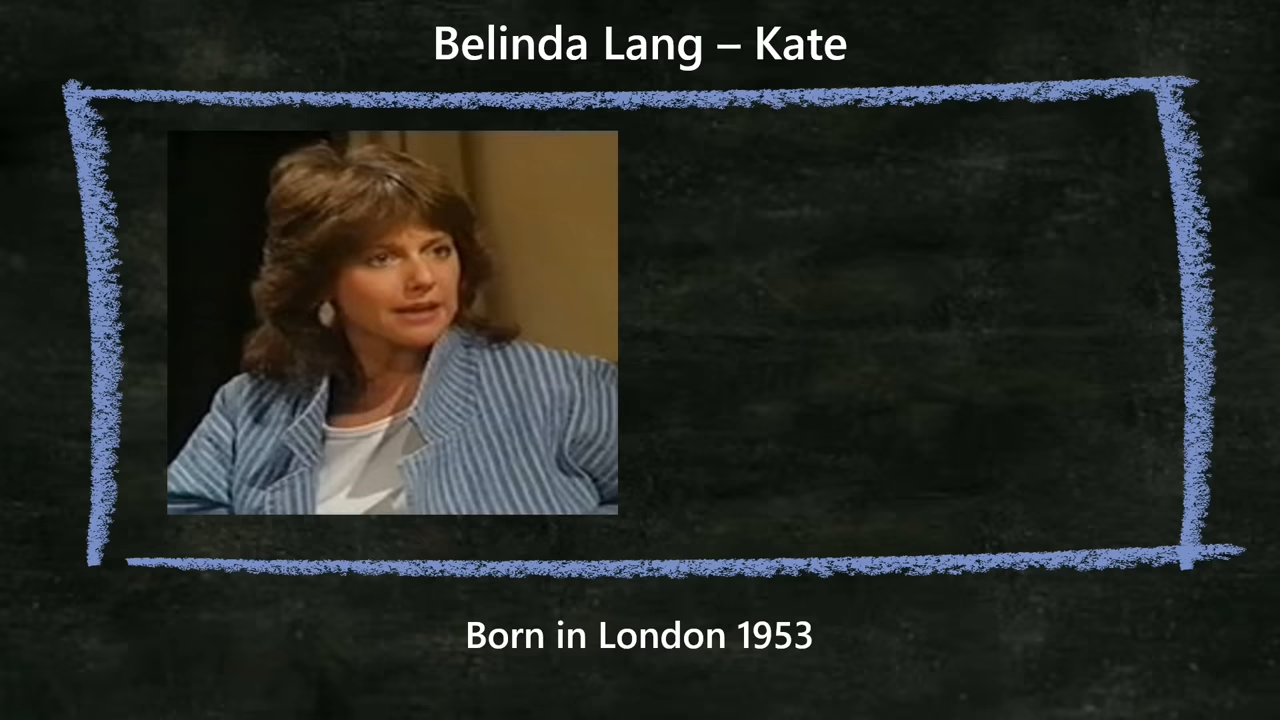 Belinda Lang – Kate
Born in London 1953